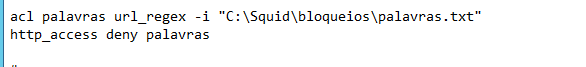 acl palavras url_regex -i "C:\Squid\bloqueios\palavras.txt"
http_access deny palavras